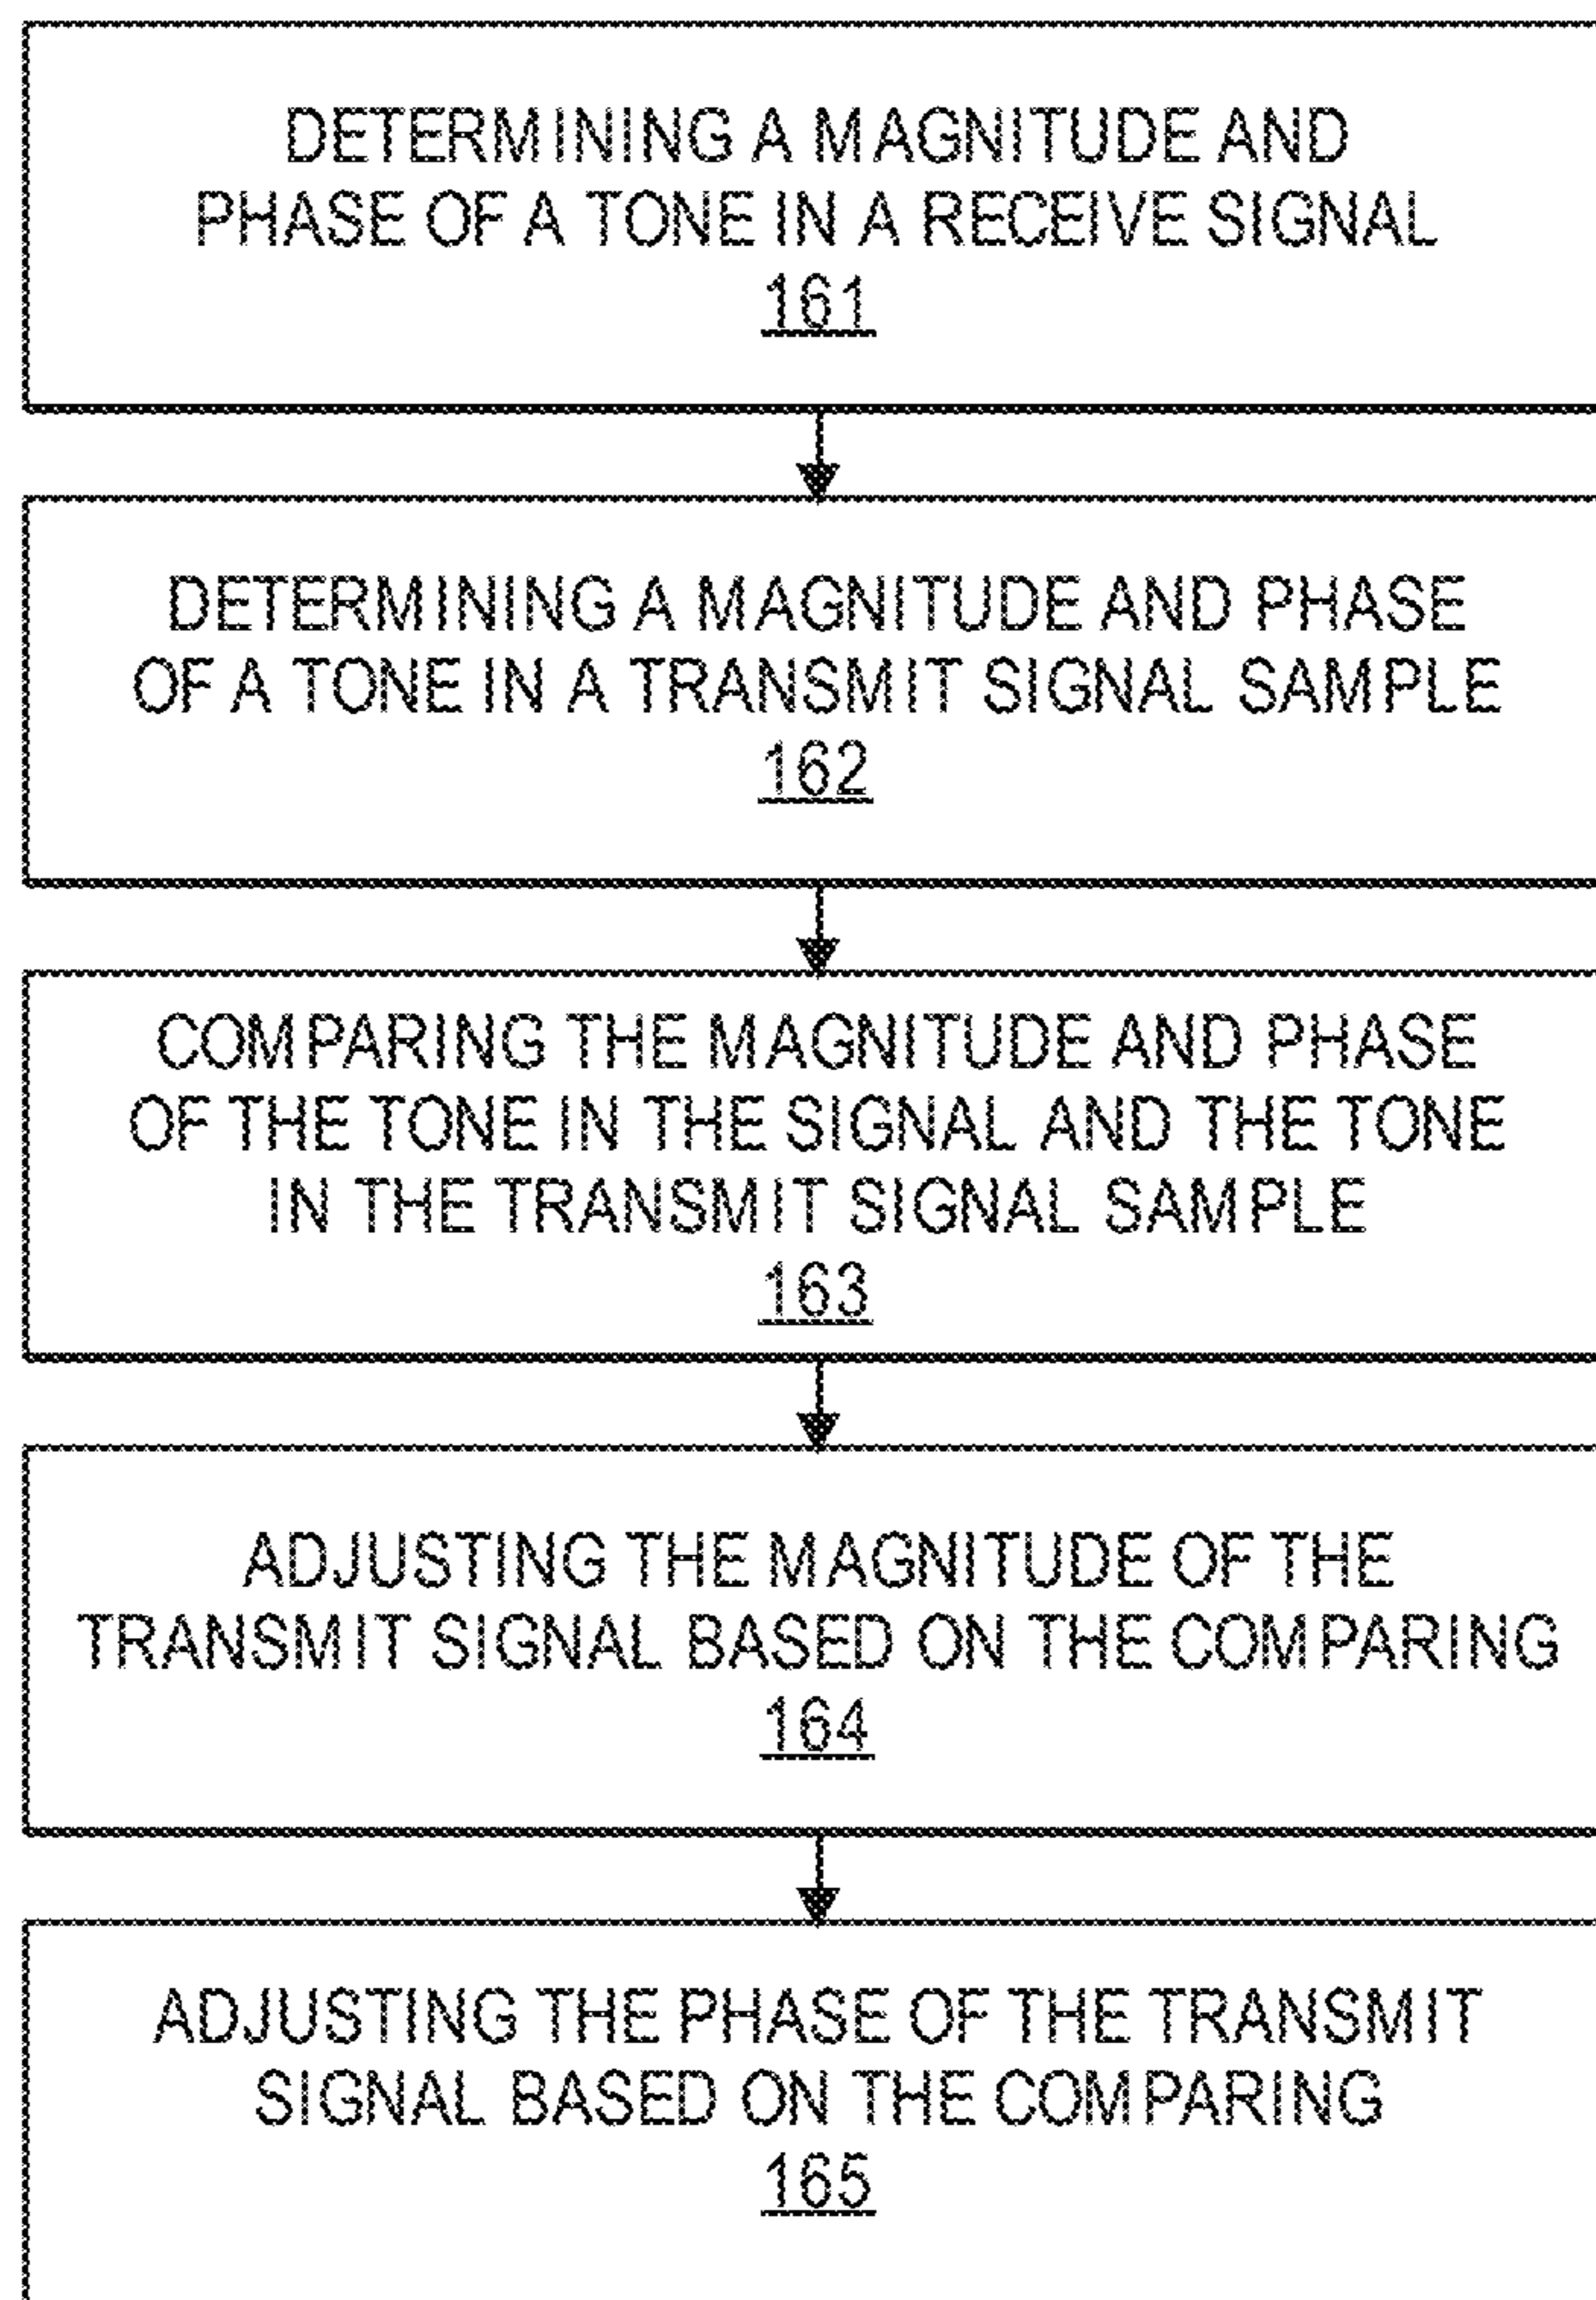 DETERMINING A MAGNITUDE AND
PHASE OF A TONE IN A RECEIVE SIGNAL
161
DETERMINING A MAGNITUDE AND PHASE
OF A TONE IN A TRANSMIT SIGNAL SAMPLE
162
COMPARING THE MAGNITUDE AND PHASE
OF THE TONE IN THE SIGNAL AND THE TONE
IN THE TRANSMIT SIGNAL SAMPLE
163
ADJUSTING THE MAGNITUDE OF THE
TRANSMIT SIGNAL BASED ON THE COMPARING
164
ADJUSTING THE PHASE OF THE TRANSMIT
SIGNAL BASED ON THE COMPARING
165